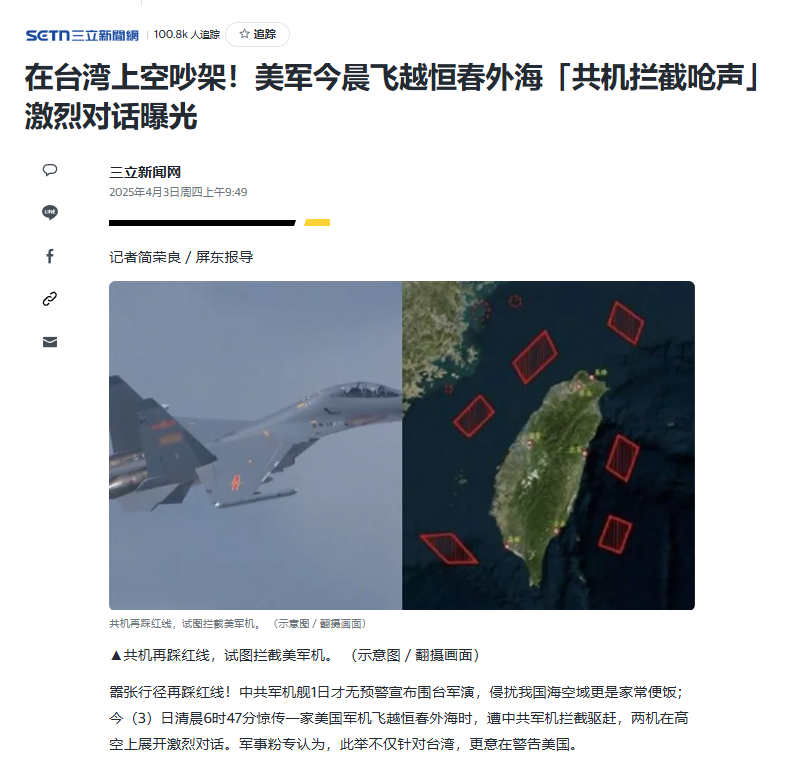 SETN三立新聞網 100.8k 人追踪 ☆ 追踪
在台湾上空吵架！美军今晨飞越恒春外海「共机拦截呛声」
激烈对话曝光
三立新闻网
2025年4月3日周四上午9:49
LINE
记者简荣良 / 屏东报导
共机再踩红线，试图拦截美军机。（示意图 / 翻摄画面）
▲共机再踩红线，试图拦截美军机。（示意图 / 翻摄画面）
嚣张行径再踩红线！中共军机舰1日才无预警宣布围台军演，侵扰我国海空域更是家常便饭；
今（3）日清晨6时47分惊传一家美国军机飞越恒春外海时，遭中共军机拦截驱赶，两机在高
空上展开激烈对话。军事粉专认为，此举不仅针对台湾，更意在警告美国。